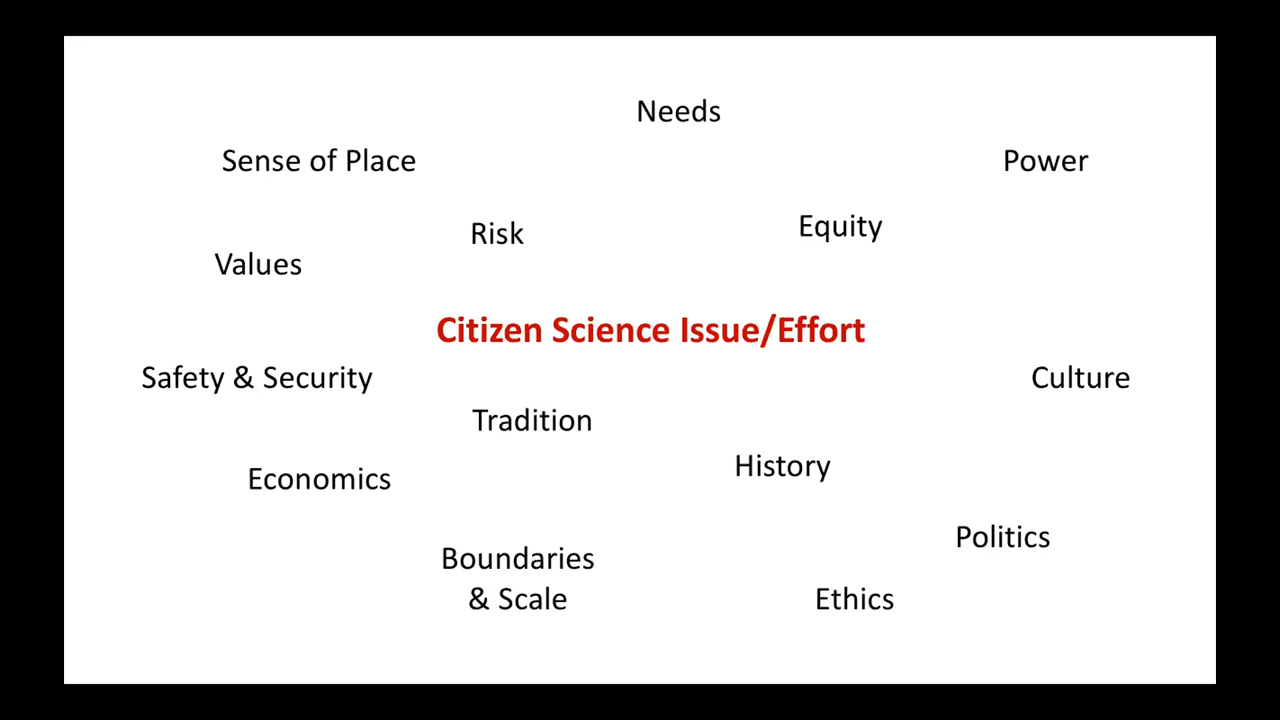 Needs
Sense of Place
Power
Risk
Equity
Values
Citizen Science Issue/Effort
Safety & Security
Culture
Tradition
History
Economics
Politics
Boundaries
& Scale
Ethics